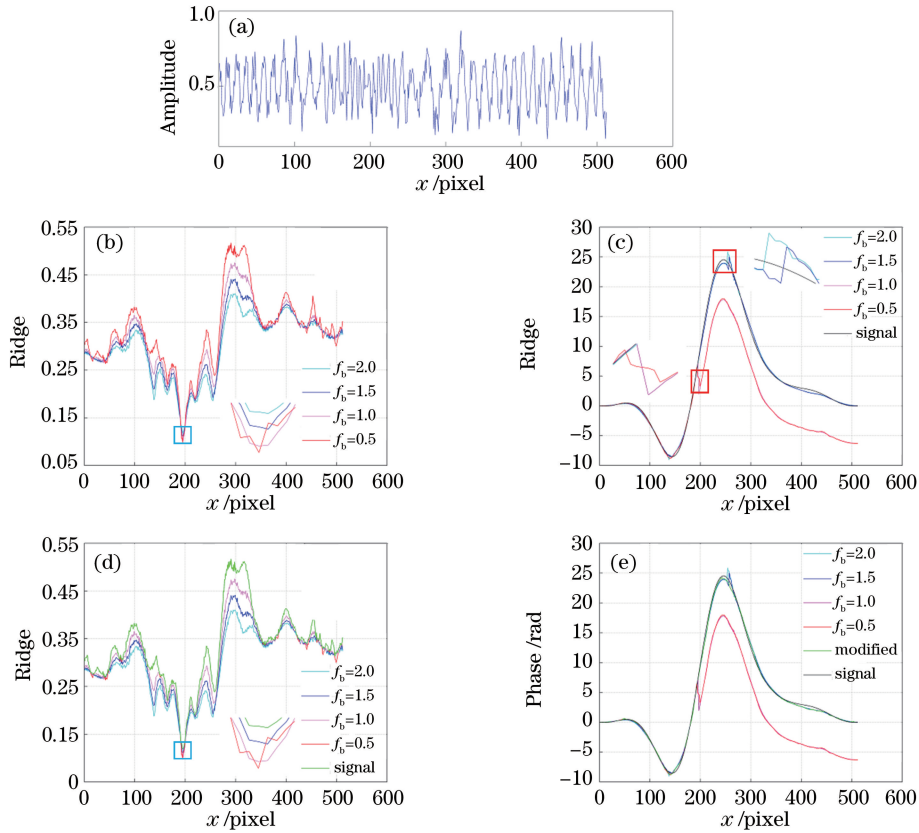 (a)
1.0
0.5
Amplitude
0 100 200 300 400 500 600
x /pixel
(b)
0.55
0.45
0.35
0.25
0.15
0.05
Ridge
fb=2.0
fb=1.5
fb=1.0
fb=0.5
0 100 200 300 400 500 600
x /pixel
(c)
30
25
20
15
10
5
0
−5
−10
Ridge
fb=2.0
fb=1.5
fb=1.0
fb=0.5
signal
0 100 200 300 400 500 600
x /pixel
(d)
0.55
0.45
0.35
0.25
0.15
0
Ridge
fb=2.0
fb=1.5
fb=1.0
fb=0.5
signal
0 100 200 300 400 500 600
x /pixel
(e)
30
25
20
15
10
5
0
−5
−10
Phase /rad
fb=2.0
fb=1.5
fb=1.0
fb=0.5
modified
signal
0 100 200 300 400 500 600
x /pixel